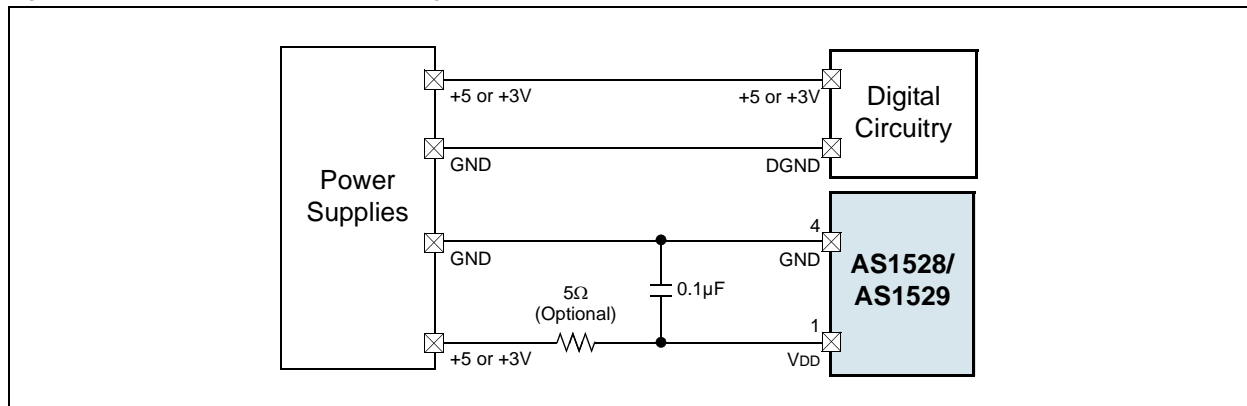 Power
Supplies
+5 or +3V
+5 or +3V
Digital
Circuitry
GND
DGND
GND
4
GND
AS1528/
AS1529
5Ω
(Optional)
0.1µF
+5 or +3V
1
VDD